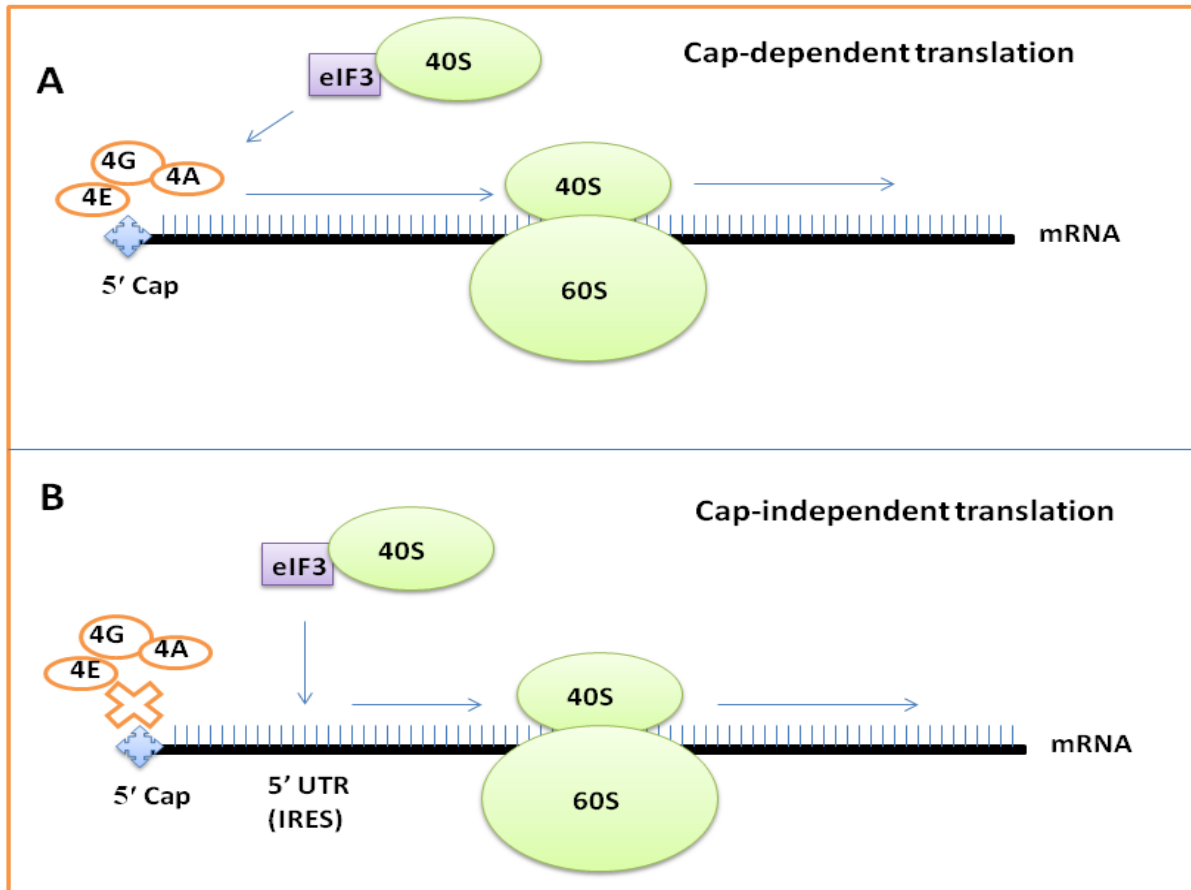 A
eIF3
40S
Cap-dependent translation
4G
4A
4E
40S
mRNA
5′ Cap
60S
B
Cap-independent translation
eIF3
40S
4G
4A
4E
40S
mRNA
5′ Cap
5′ UTR
(IRES)
60S